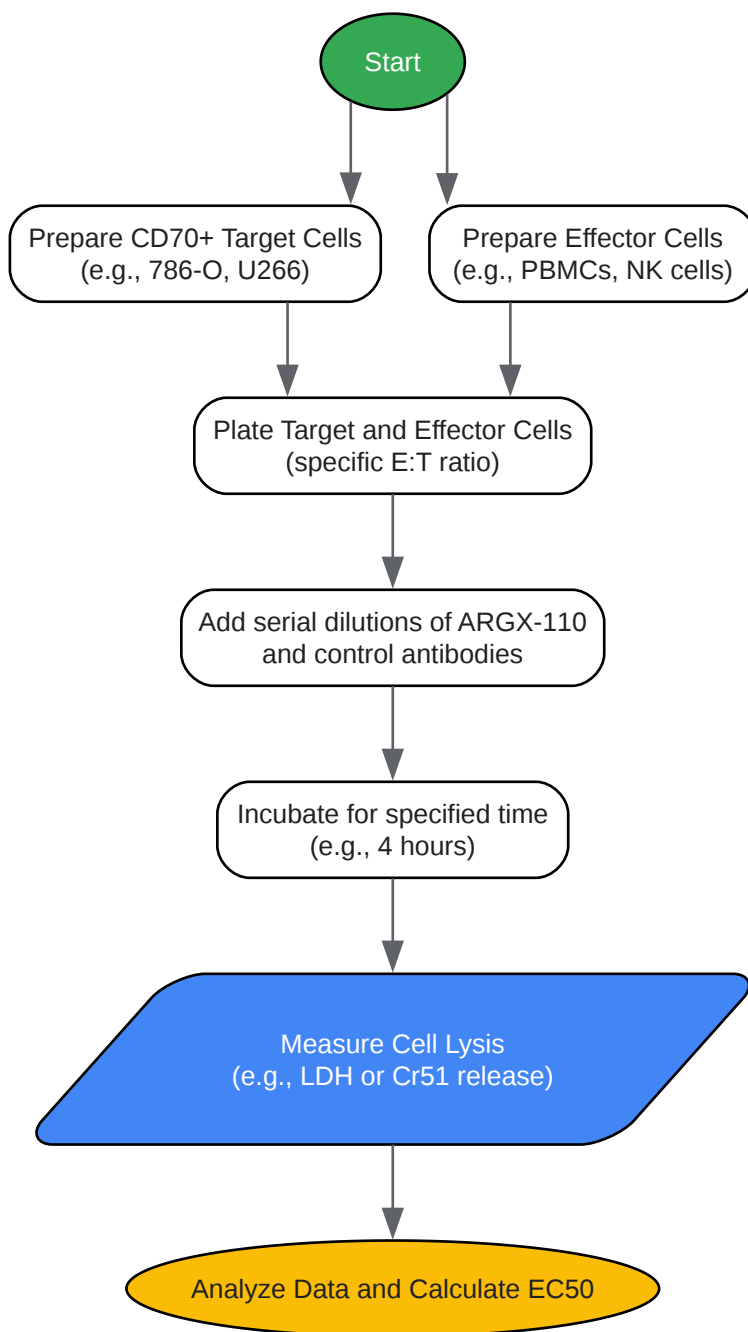 Start
Prepare CD70+ Target Cells
(e.g., 786-O, U266)
Prepare Effector Cells
(e.g., PBMCs, NK cells)
Plate Target and Effector Cells
(specific E:T ratio)
Add serial dilutions of ARGX-110
and control antibodies
Incubate for specified time
(e.g., 4 hours)
Measure Cell Lysis
(e.g., LDH or Cr51 release)
Analyze Data and Calculate EC50